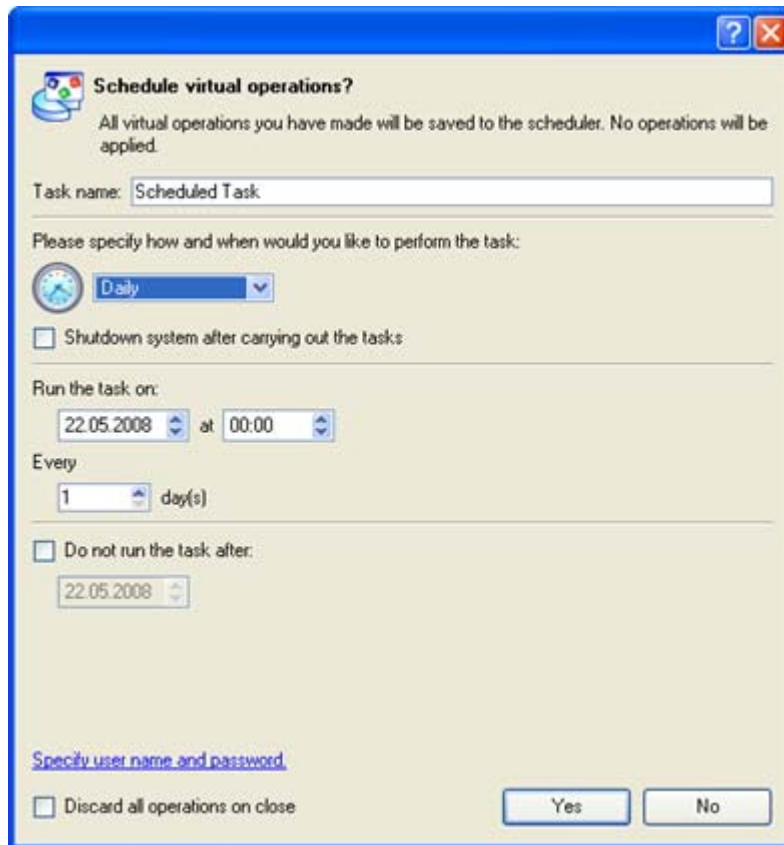 Schedule virtual operations?
All virtual operations you have made will be saved to the scheduler. No operations will be
applied.
Task name: Scheduled Task
Please specify how and when would you like to perform the task:
Daily
Shutdown system after carrying out the tasks
Run the task on:
22.05.2008 at 00:00
Every
1 day(s)
Do not run the task after:
22.05.2008
Specify user name and password.
Discard all operations on close Yes No